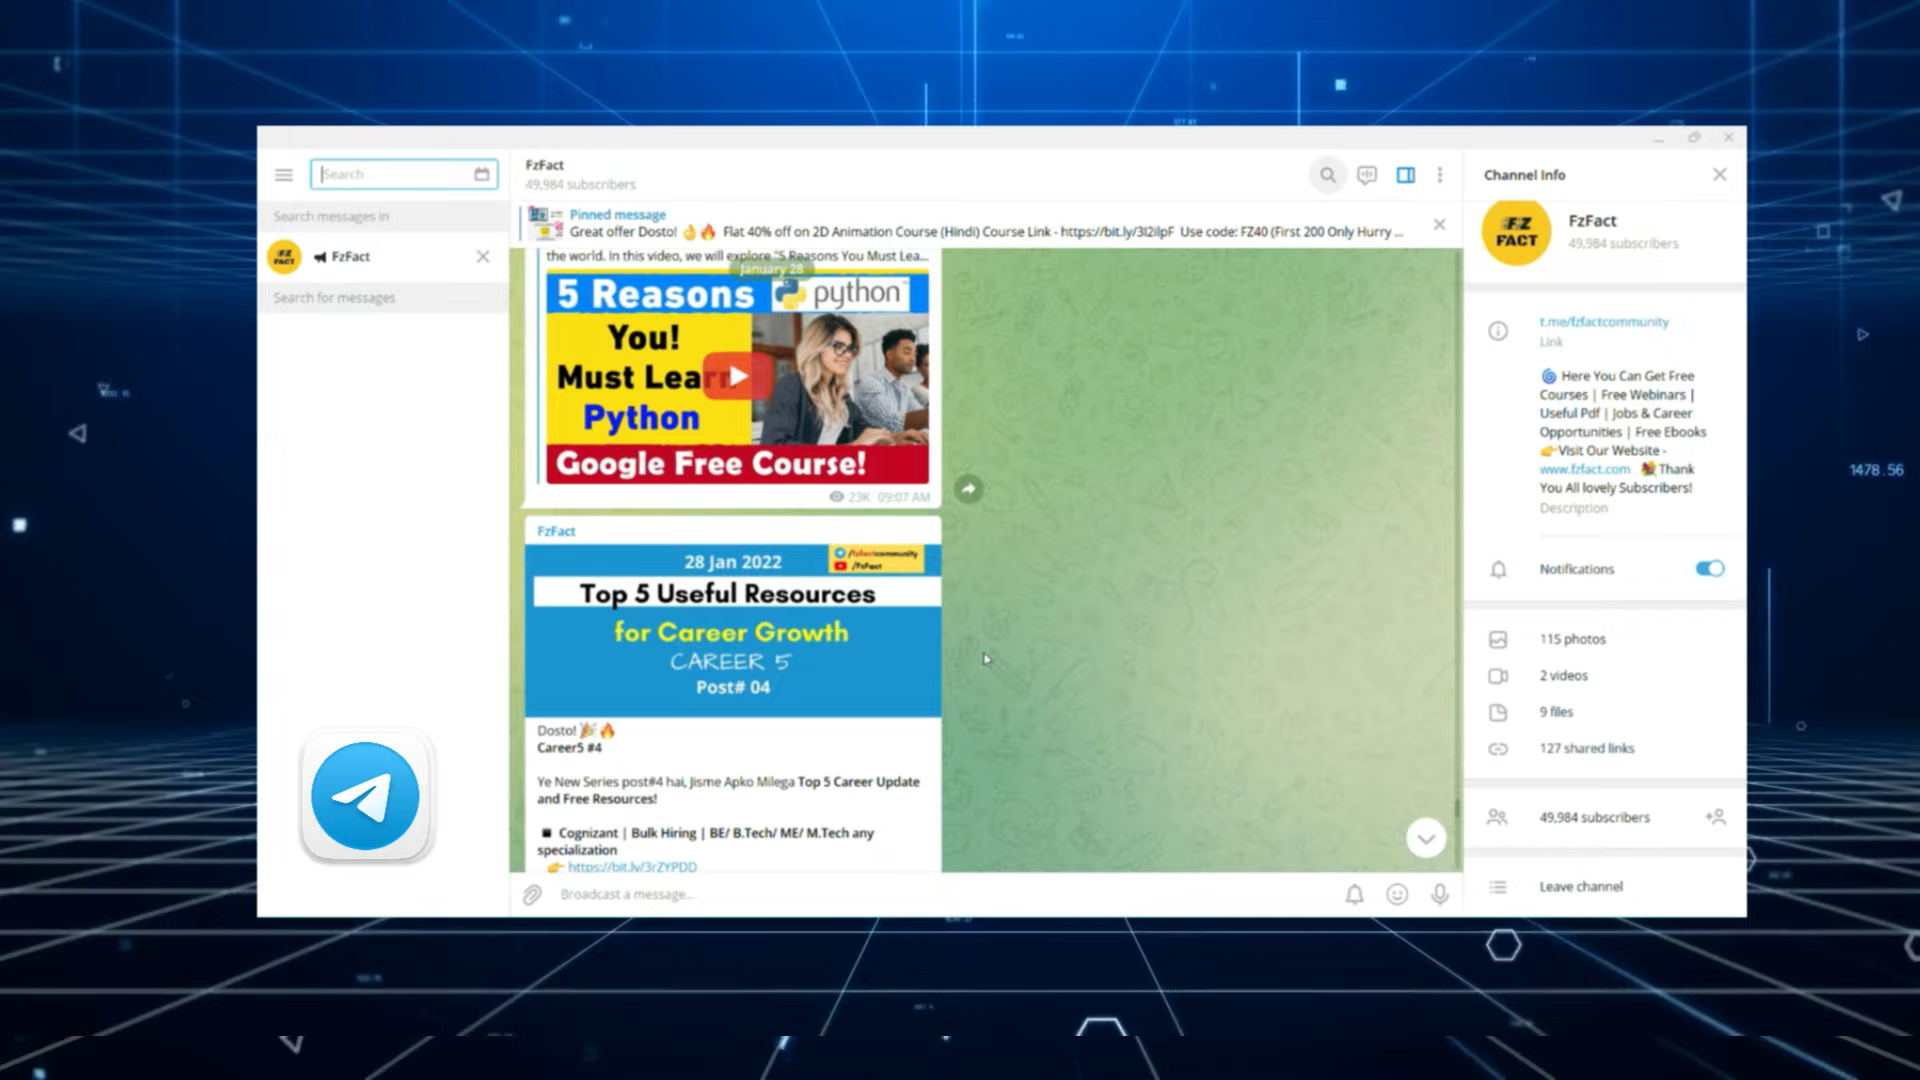 Search
Search messages in
FzFact
Search for messages
FzFact
49,984 subscribers
Pinned message
Great offer Dosto! 👌🔥 Flat 40% off on 2D Animation Course (Hindi) Course Link - https://bit.ly/3I2ilpF Use code: FZ40 (First 200 Only Hurry ...
the world. In this video, we will explore "5 Reasons You Must Lea...
January 28
5 Reasons python
You!
Must Learn
Python
Google Free Course!
23K 09:07 AM
FzFact
28 Jan 2022
/fzfactcommunity
/FzFact
Top 5 Useful Resources
for Career Growth
CAREER 5
Post# 04
Dosto! 🎉🔥
Career5 #4
Ye New Series post#4 hai, Jisme Apko Milega Top 5 Career Update
and Free Resources!
Cognizant | Bulk Hiring | BE/ B.Tech/ ME/ M.Tech any
specialization
👉 https://bit.ly/3rZYPDD
Broadcast a message...
Channel Info
FZ
FACT
FzFact
49,984 subscribers
t.me/fzfactcommunity
Link
🌀 Here You Can Get Free
Courses | Free Webinars |
Useful Pdf | Jobs & Career
Opportunities | Free Ebooks
👉Visit Our Website -
www.fzfact.com 💐Thank
You All lovely Subscribers!
Description
Notifications
115 photos
2 videos
9 files
127 shared links
49,984 subscribers
Leave channel
1478.56